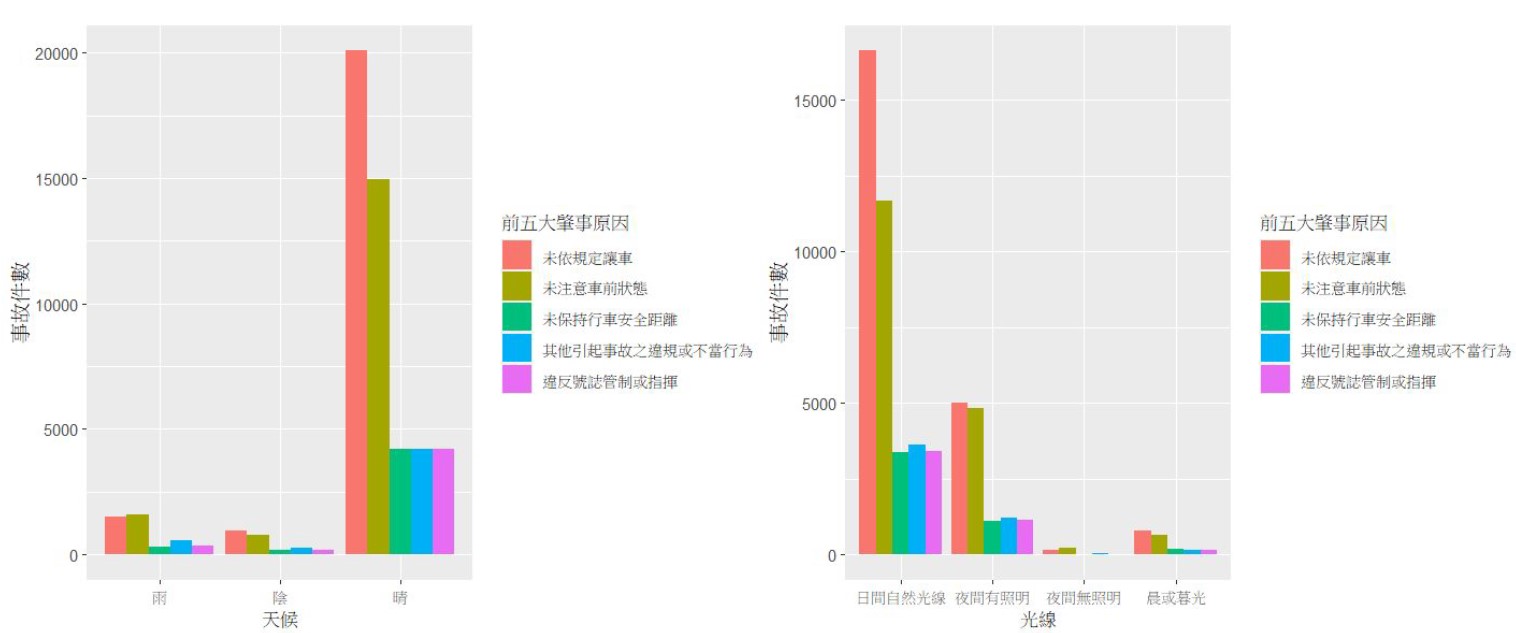 事故件數
20000
15000
10000
5000
0
雨 陰 晴
天候
前五大肇事原因
未依規定讓車
未注意車前狀態
未保持行車安全距離
其他引起事故之違規或不當行為
違反號誌管制或指揮
事故件數
15000
10000
5000
0
日間自然光線 夜間有照明 夜間無照明 晨或暮光
光線
前五大肇事原因
未依規定讓車
未注意車前狀態
未保持行車安全距離
其他引起事故之違規或不當行為
違反號誌管制或指揮